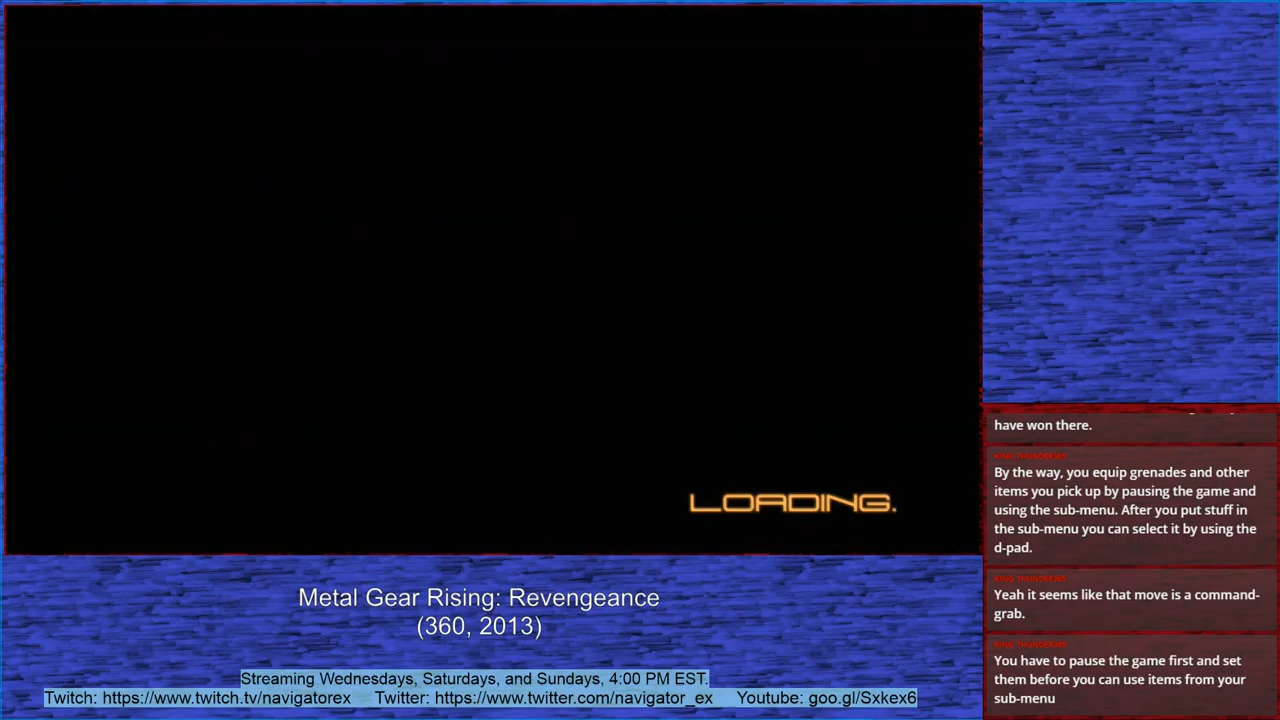 LOADING.
have won there.
KING_THUNDER365
By the way, you equip grenades and other
items you pick up by pausing the game and
using the sub-menu. After you put stuff in
the sub-menu you can select it by using the
d-pad.
KING_THUNDER365
Yeah it seems like that move is a command-
grab.
KING_THUNDER365
You have to pause the game first and set
them before you can use items from your
sub-menu
Metal Gear Rising: Revengeance
(360, 2013)
Streaming Wednesdays, Saturdays, and Sundays, 4:00 PM EST.
Twitch: https://www.twitch.tv/navigatorex Twitter: https://www.twitter.com/navigator_ex Youtube: goo.gl/Sxkex6